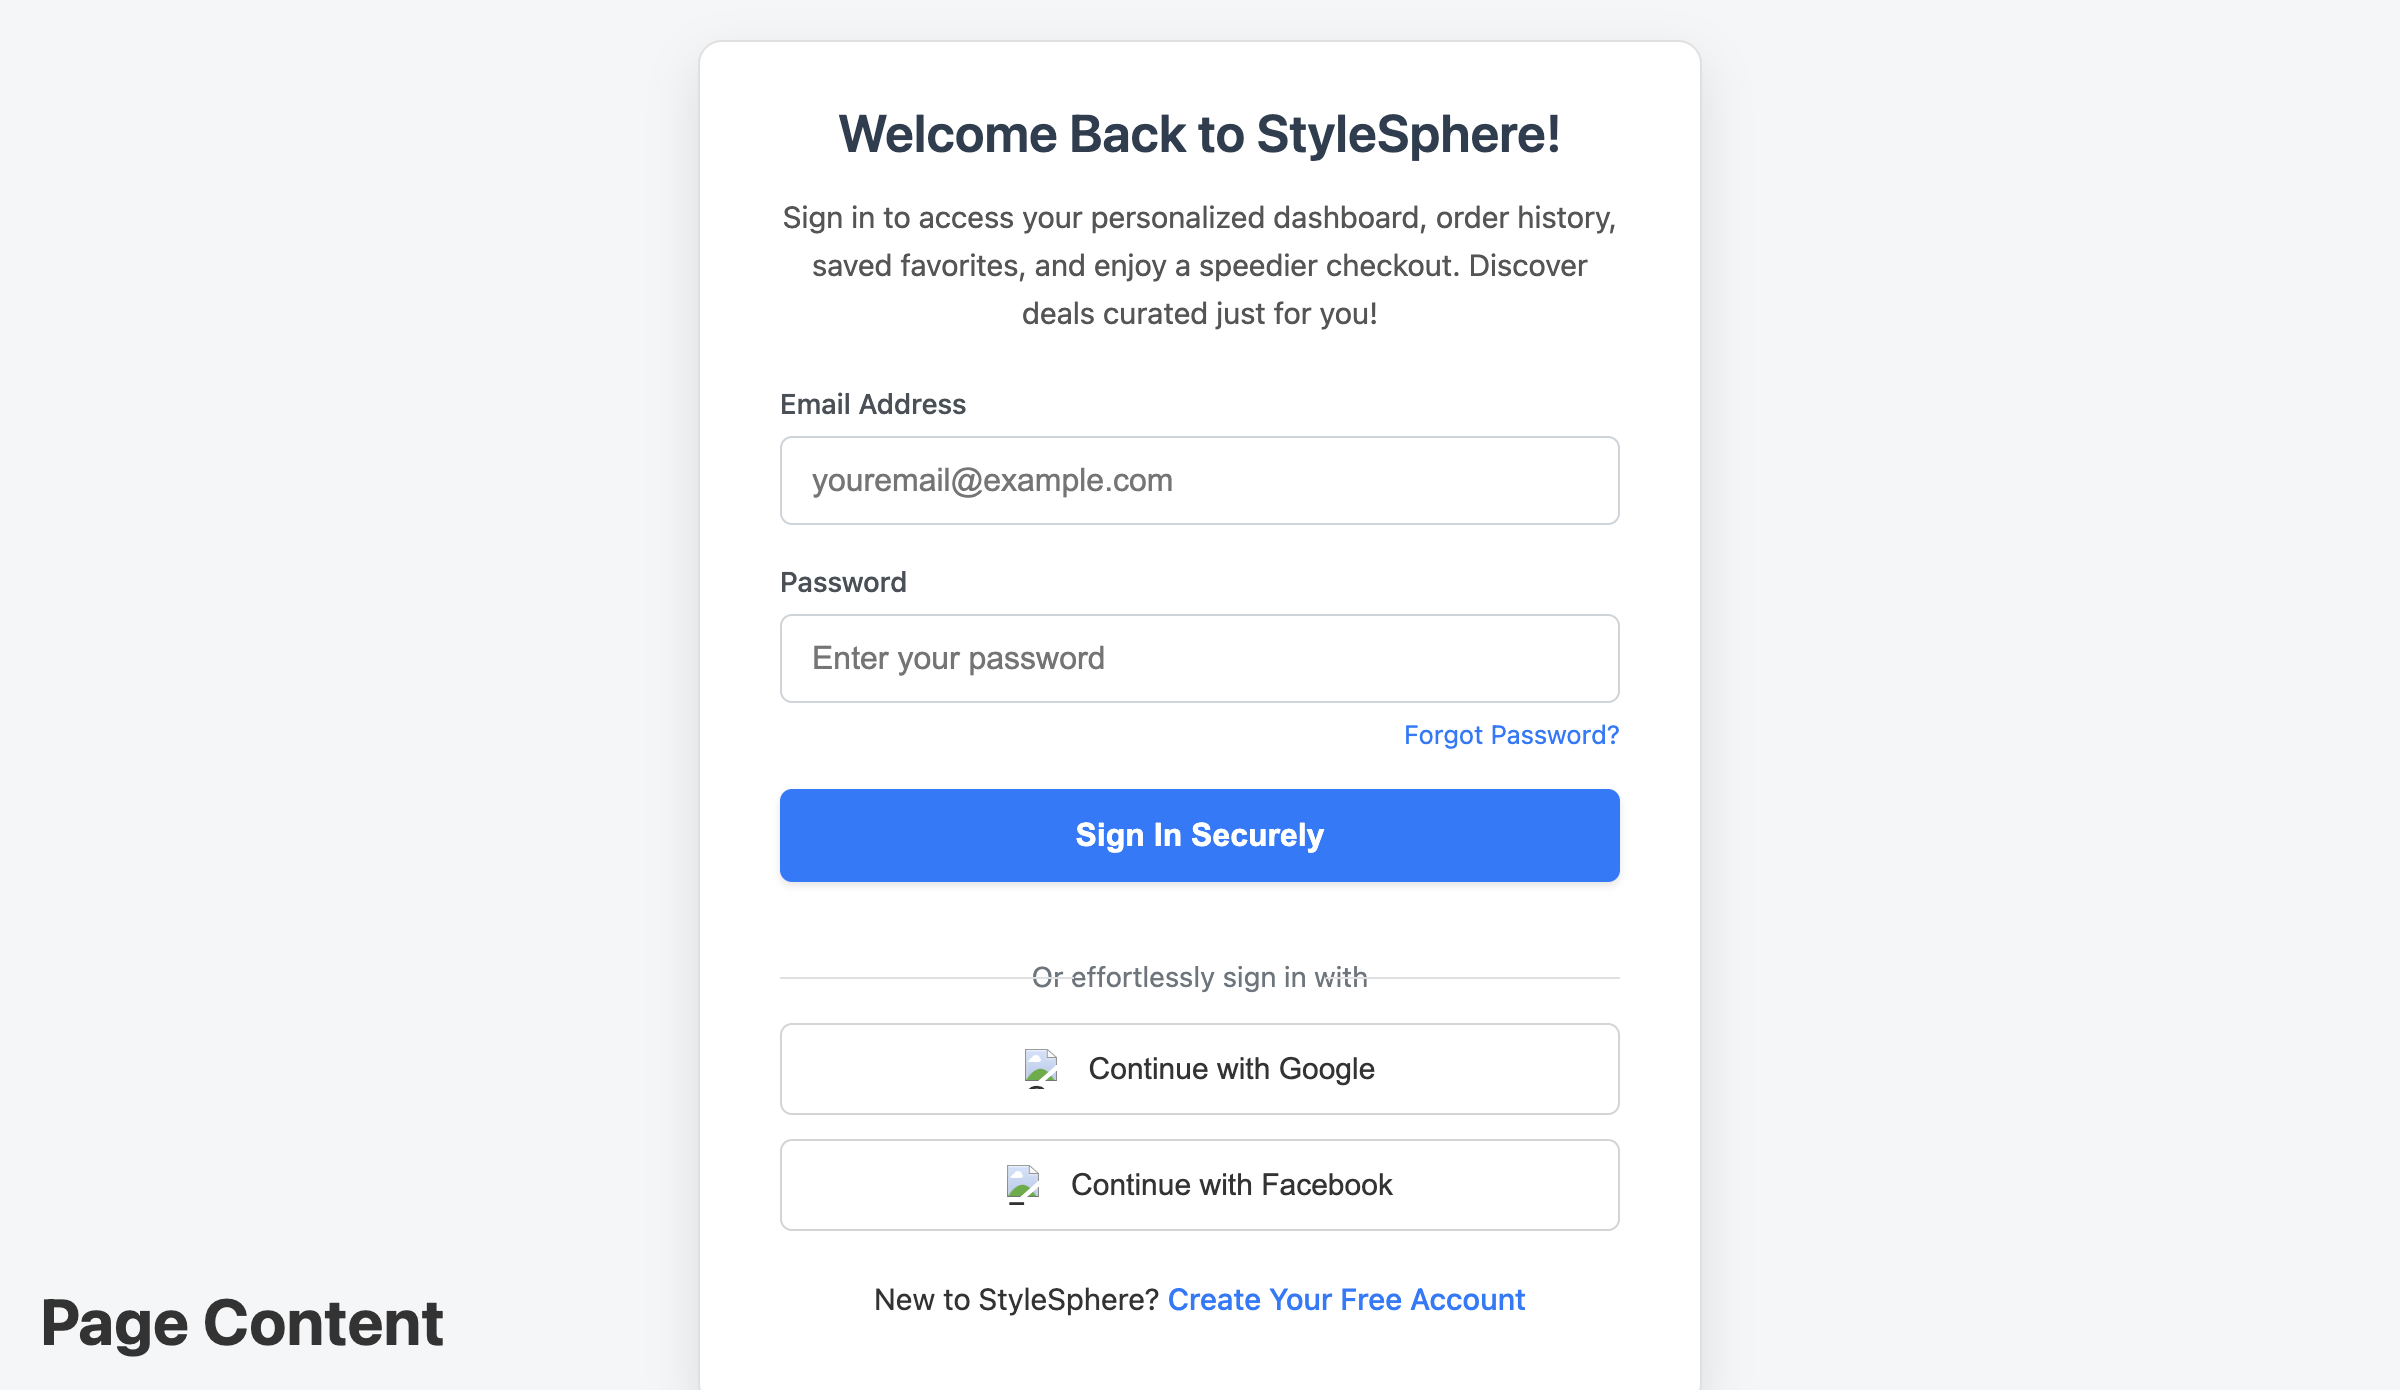 Welcome Back to StyleSphere!
Sign in to access your personalized dashboard, order history,
saved favorites, and enjoy a speedier checkout. Discover
deals curated just for you!
Email Address
youremail@example.com
Password
Enter your password
Forgot Password?
Sign In Securely
Or effortlessly sign in with
Continue with Google
Continue with Facebook
New to StyleSphere? Create Your Free Account
Page Content